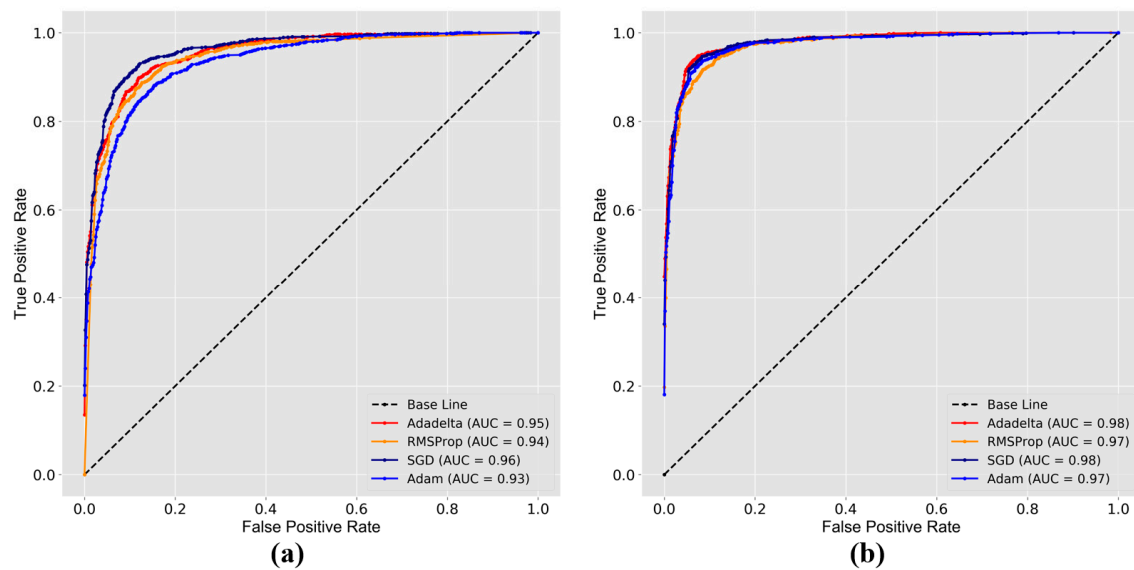 1.0
0.8
0.6
0.4
0.2
0.0
True Positive Rate
Base Line
Adadelta (AUC = 0.95)
RMSProp (AUC = 0.94)
SGD (AUC = 0.96)
Adam (AUC = 0.93)
0.0 0.2 0.4 0.6 0.8 1.0
False Positive Rate
(a)
1.0
0.8
0.6
0.4
0.2
0.0
True Positive Rate
Base Line
Adadelta (AUC = 0.98)
RMSProp (AUC = 0.97)
SGD (AUC = 0.98)
Adam (AUC = 0.97)
0.0 0.2 0.4 0.6 0.8 1.0
False Positive Rate
(b)